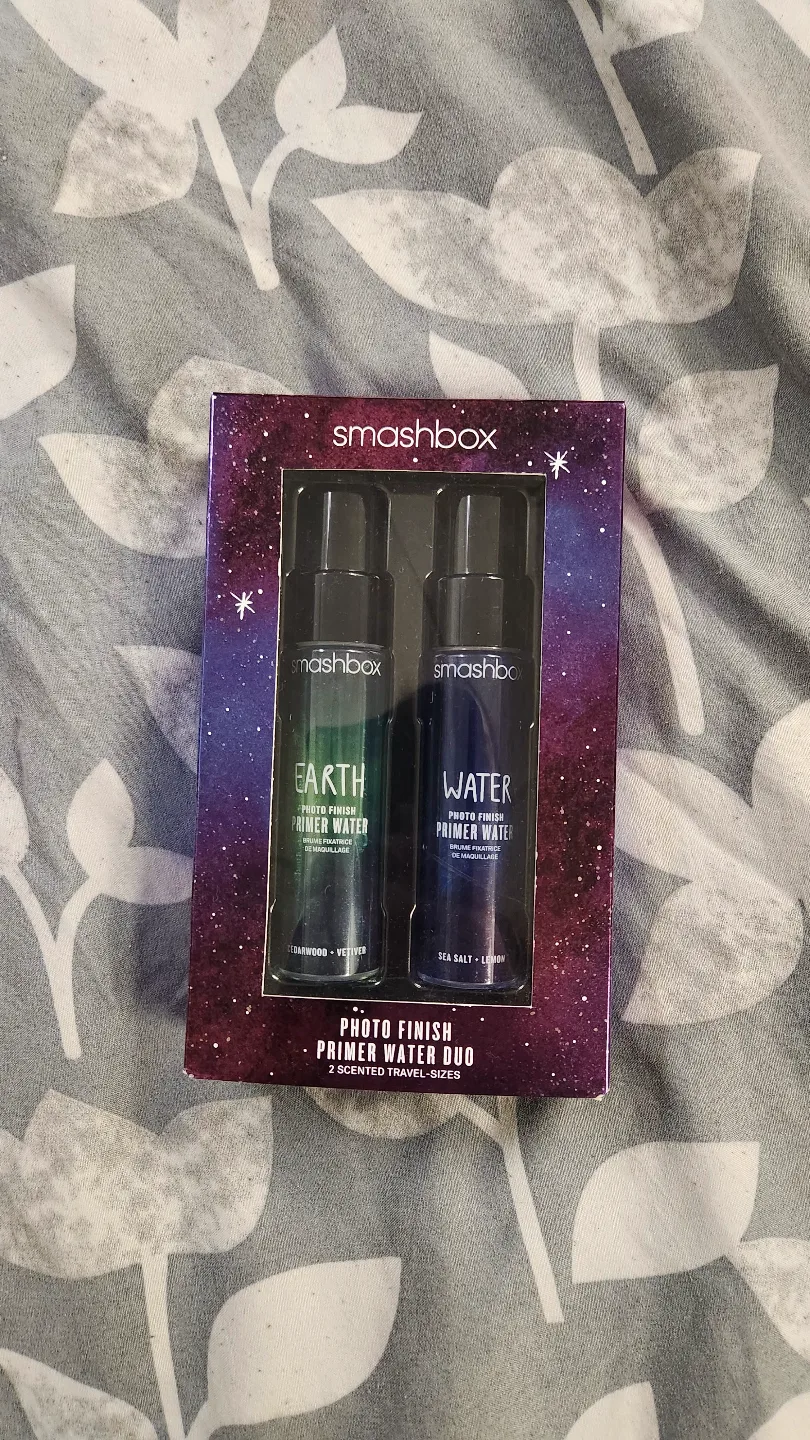 smashbox
smashbox
EARTH
PHOTO FINISH
PRIMER WATER
BRUME FIXATRICE
DE MAQUILLAGE
CEDARWOOD + VETIVER
smashbox
WATER
PHOTO FINISH
PRIMER WATER
BRUME FIXATRICE
DE MAQUILLAGE
SEA SALT + LEMON
PHOTO FINISH
PRIMER WATER DUO
2 SCENTED TRAVEL-SIZES